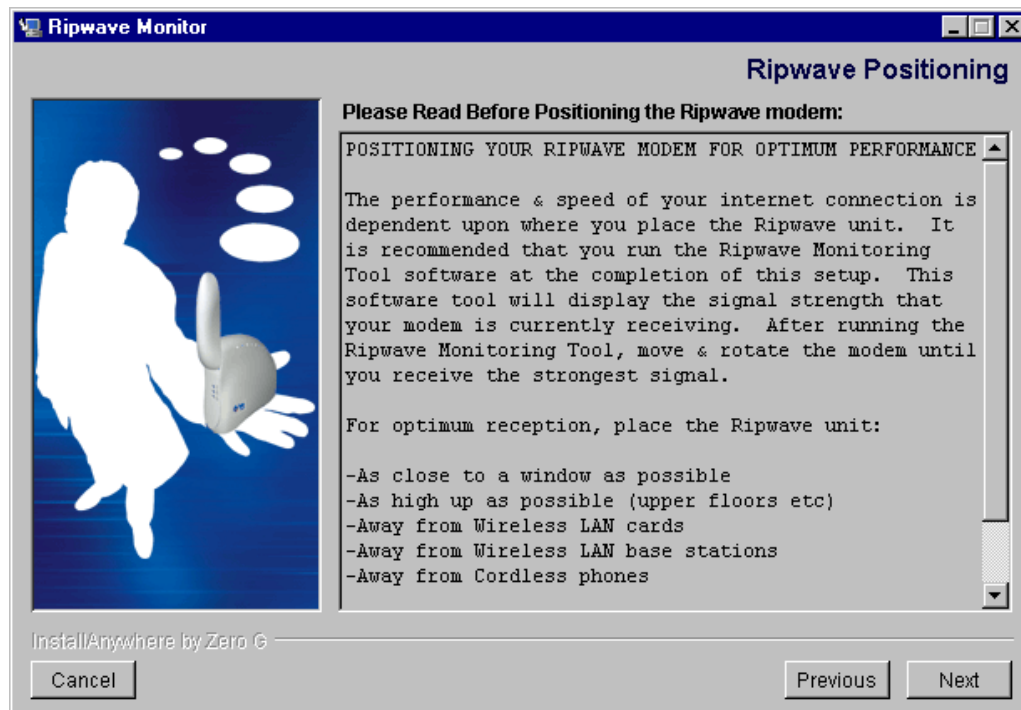 Ripwave Monitor
Ripwave Positioning
Please Read Before Positioning the Ripwave modem:
POSITIONING YOUR RIPWAVE MODEM FOR OPTIMUM PERFORMANCE
The performance & speed of your internet connection is
dependent upon where you place the Ripwave unit.  It
is recommended that you run the Ripwave Monitoring
Tool software at the completion of this setup.  This
software tool will display the signal strength that
your modem is currently receiving.  After running the
Ripwave Monitoring Tool, move & rotate the modem until
you receive the strongest signal.
For optimum reception, place the Ripwave unit:
-As close to a window as possible
-As high up as possible (upper floors etc)
-Away from Wireless LAN cards
-Away from Wireless LAN base stations
-Away from Cordless phones
InstallAnywhere by Zero G
Cancel
Previous
Next